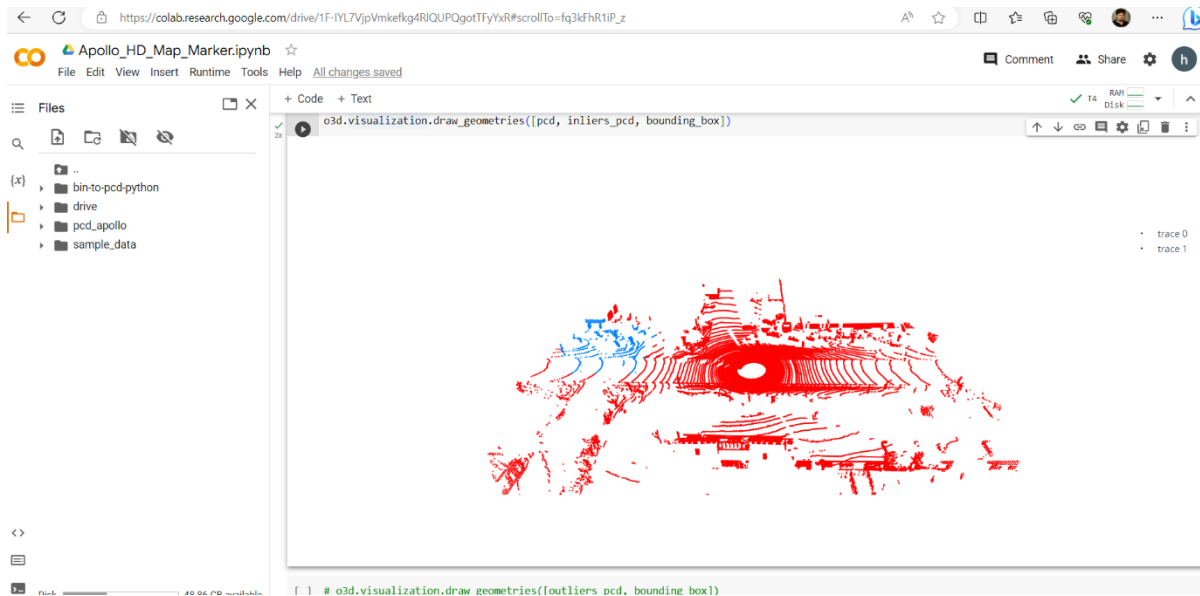 https://colab.research.google.com/drive/1F-IYL7VjpVmkefkg4RlQUPQgotTFyYxR#scrollTo=fq3kFhR1iP_z
Apollo_HD_Map_Marker.ipynb
File Edit View Insert Runtime Tools Help All changes saved
Comment Share h
Files
+ Code + Text
T4 RAM Disk
2s
o3d.visualization.draw_geometries([pcd, inliers_pcd, bounding_box])
..
{x}
bin-to-pcd-python
drive
pcd_apollo
sample_data
trace 0
trace 1
Disk 48.86 GB available
[ ] # o3d.visualization.draw_geometries([outliers_pcd, bounding_box])